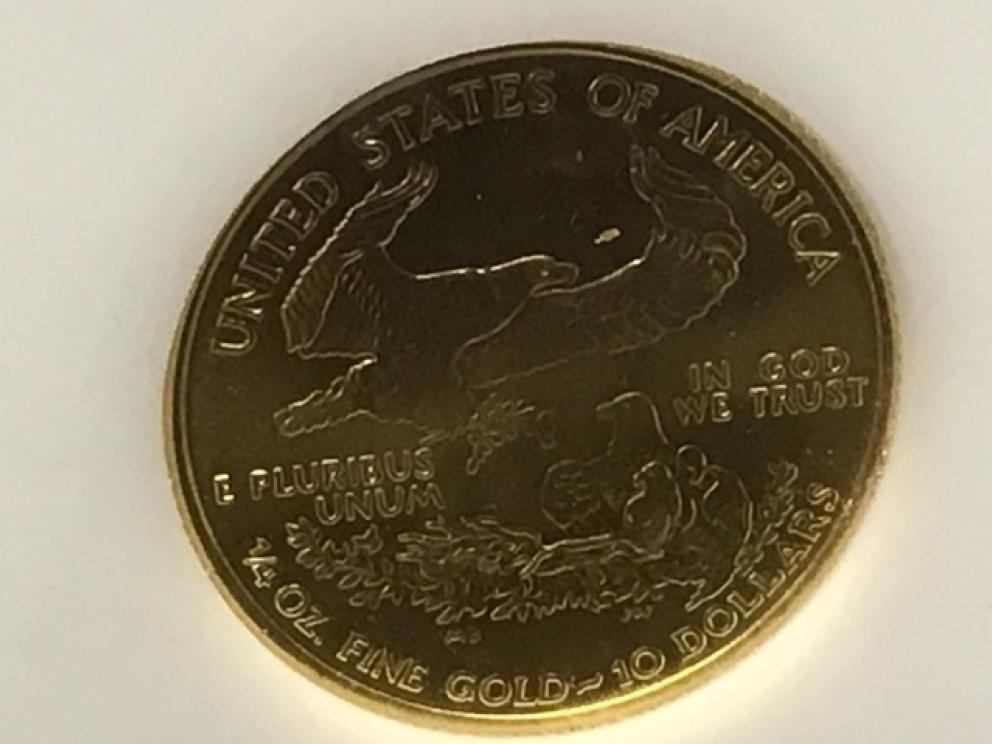 UNITED STATES OF AMERICA
IN GOD
WE TRUST
E PLURIBUS
UNUM
1/4 OZ. FINE GOLD~10 DOLLARS